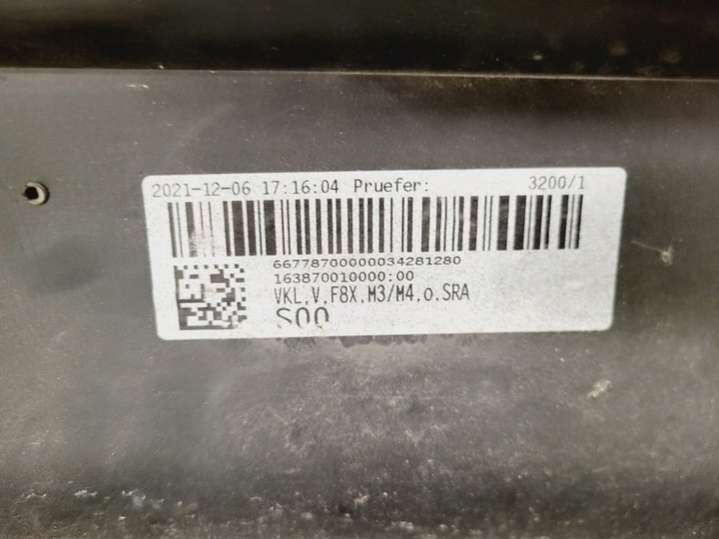 2021-12-06 17:16:04 Pruefer: 3200/1
66778700000034281280
163870010000:00
VKL,V,F8X,M3/M4,o.SRA
S00